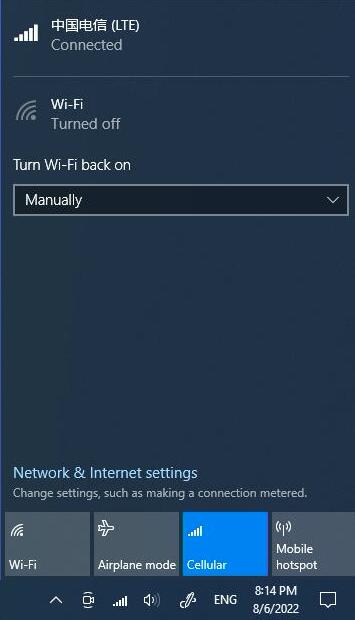 中国电信 (LTE)
Connected
Wi-Fi
Turned off
Turn Wi-Fi back on
Manually
Network & Internet settings
Change settings, such as making a connection metered.
Wi-Fi
Airplane mode
Cellular
Mobile
hotspot
ENG
8:14 PM
8/6/2022